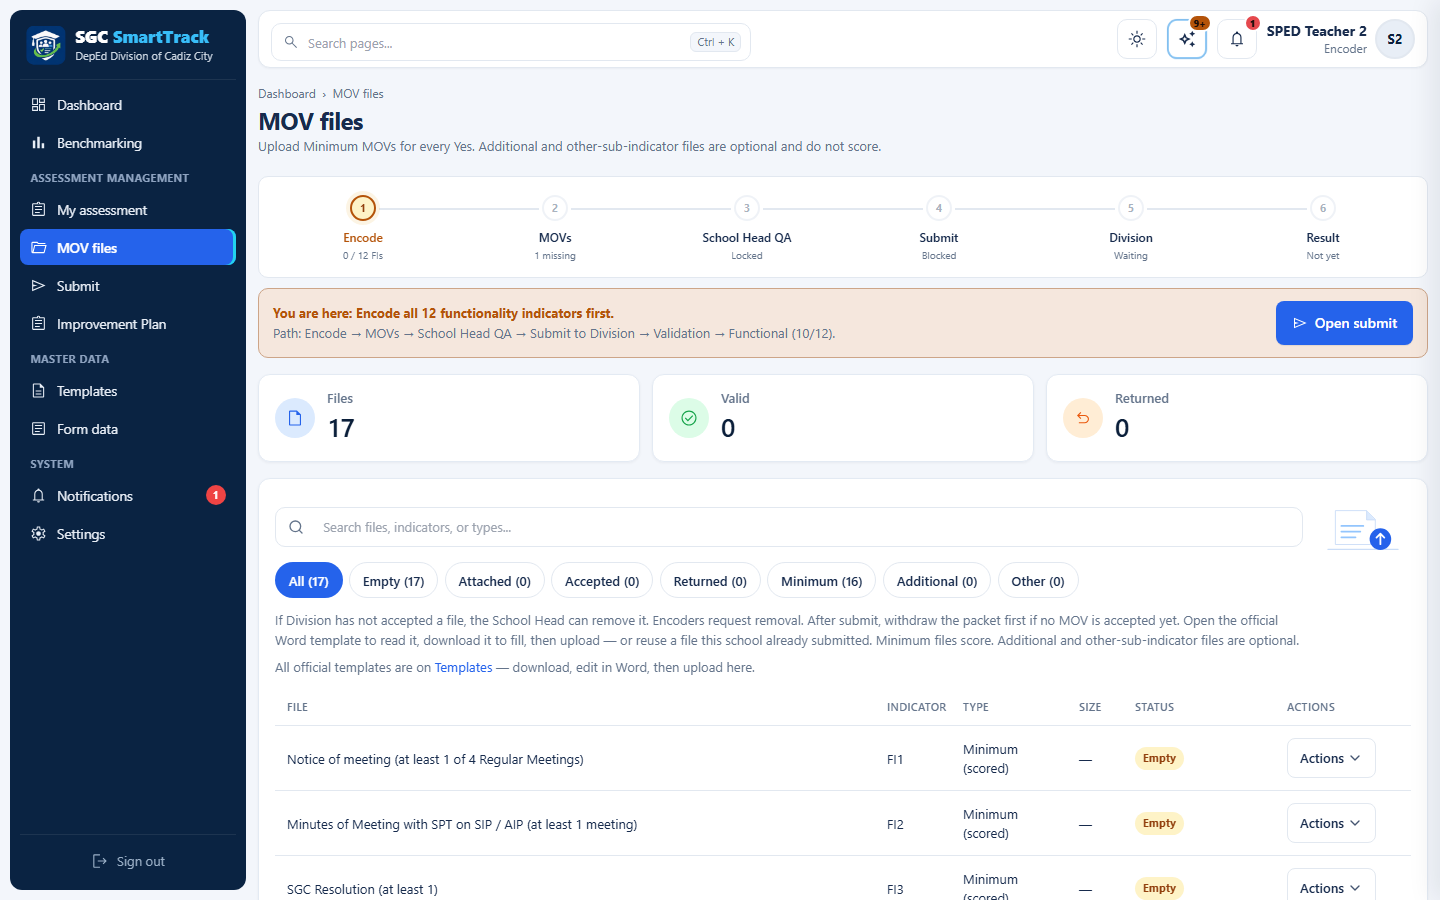 SGC SmartTrack
DepEd Division of Cadiz City
Dashboard
Benchmarking
ASSESSMENT MANAGEMENT
My assessment
MOV files
Submit
Improvement Plan
MASTER DATA
Templates
Form data
SYSTEM
Notifications
1
Settings
Sign out
Search pages...
Ctrl + K
9+
1
SPED Teacher 2
Encoder
S2
Dashboard › MOV files
MOV files
Upload Minimum MOVs for every Yes. Additional and other-sub-indicator files are optional and do not score.
1
Encode
0 / 12 FIs
2
MOVs
1 missing
3
School Head QA
Locked
4
Submit
Blocked
5
Division
Waiting
6
Result
Not yet
You are here: Encode all 12 functionality indicators first.
Path: Encode → MOVs → School Head QA → Submit to Division → Validation → Functional (10/12).
Open submit
Files
17
Valid
0
Returned
0
Search files, indicators, or types...
All (17)
Empty (17)
Attached (0)
Accepted (0)
Returned (0)
Minimum (16)
Additional (0)
Other (0)
If Division has not accepted a file, the School Head can remove it. Encoders request removal. After submit, withdraw the packet first if no MOV is accepted yet. Open the official
Word template to read it, download it to fill, then upload — or reuse a file this school already submitted. Minimum files score. Additional and other-sub-indicator files are optional.
All official templates are on Templates — download, edit in Word, then upload here.
FILE INDICATOR TYPE SIZE STATUS ACTIONS
Notice of meeting (at least 1 of 4 Regular Meetings) FI1 Minimum (scored) — Empty Actions
Minutes of Meeting with SPT on SIP / AIP (at least 1 meeting) FI2 Minimum (scored) — Empty Actions
SGC Resolution (at least 1) FI3 Minimum (scored) — Empty Actions